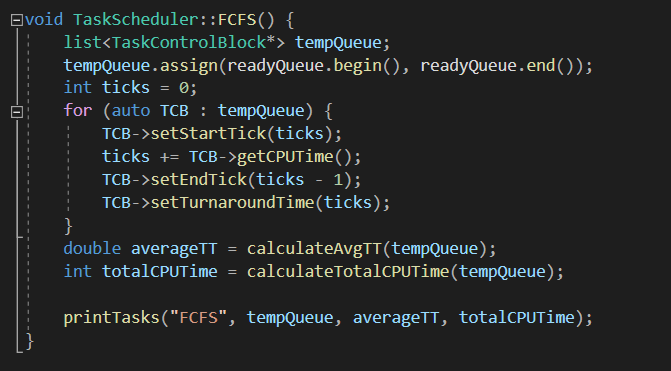 void TaskScheduler::FCFS() {
    list<TaskControlBlock*> tempQueue;
    tempQueue.assign(readyQueue.begin(), readyQueue.end());
    int ticks = 0;
    for (auto TCB : tempQueue) {
        TCB->setStartTick(ticks);
        ticks += TCB->getCPUTime();
        TCB->setEndTick(ticks - 1);
        TCB->setTurnaroundTime(ticks);
    }
    double averageTT = calculateAvgTT(tempQueue);
    int totalCPUTime = calculateTotalCPUTime(tempQueue);

    printTasks("FCFS", tempQueue, averageTT, totalCPUTime);
}